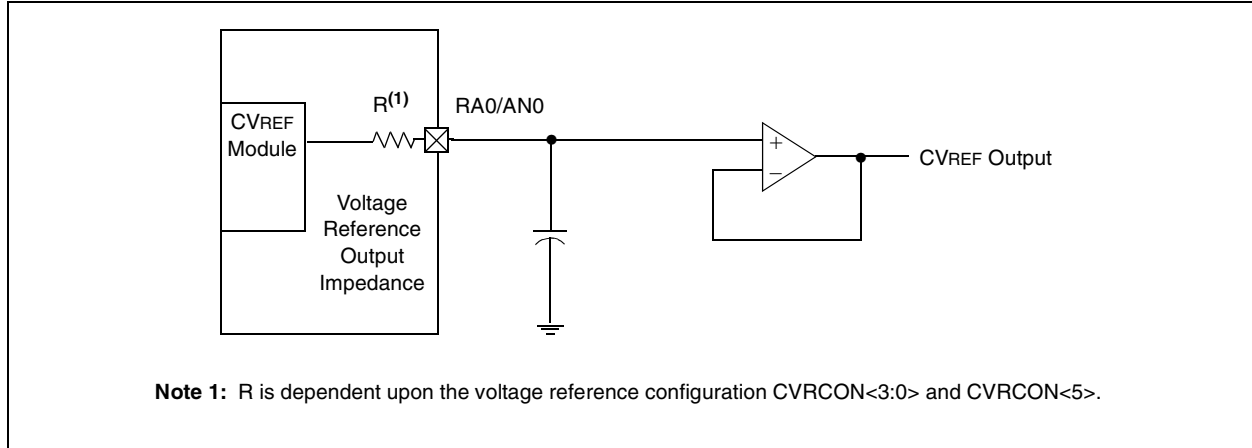 R(1)
RA0/AN0
CVREF
Module
+
−
CVREF Output
Voltage
Reference
Output
Impedance
Note 1: R is dependent upon the voltage reference configuration CVRCON<3:0> and CVRCON<5>.